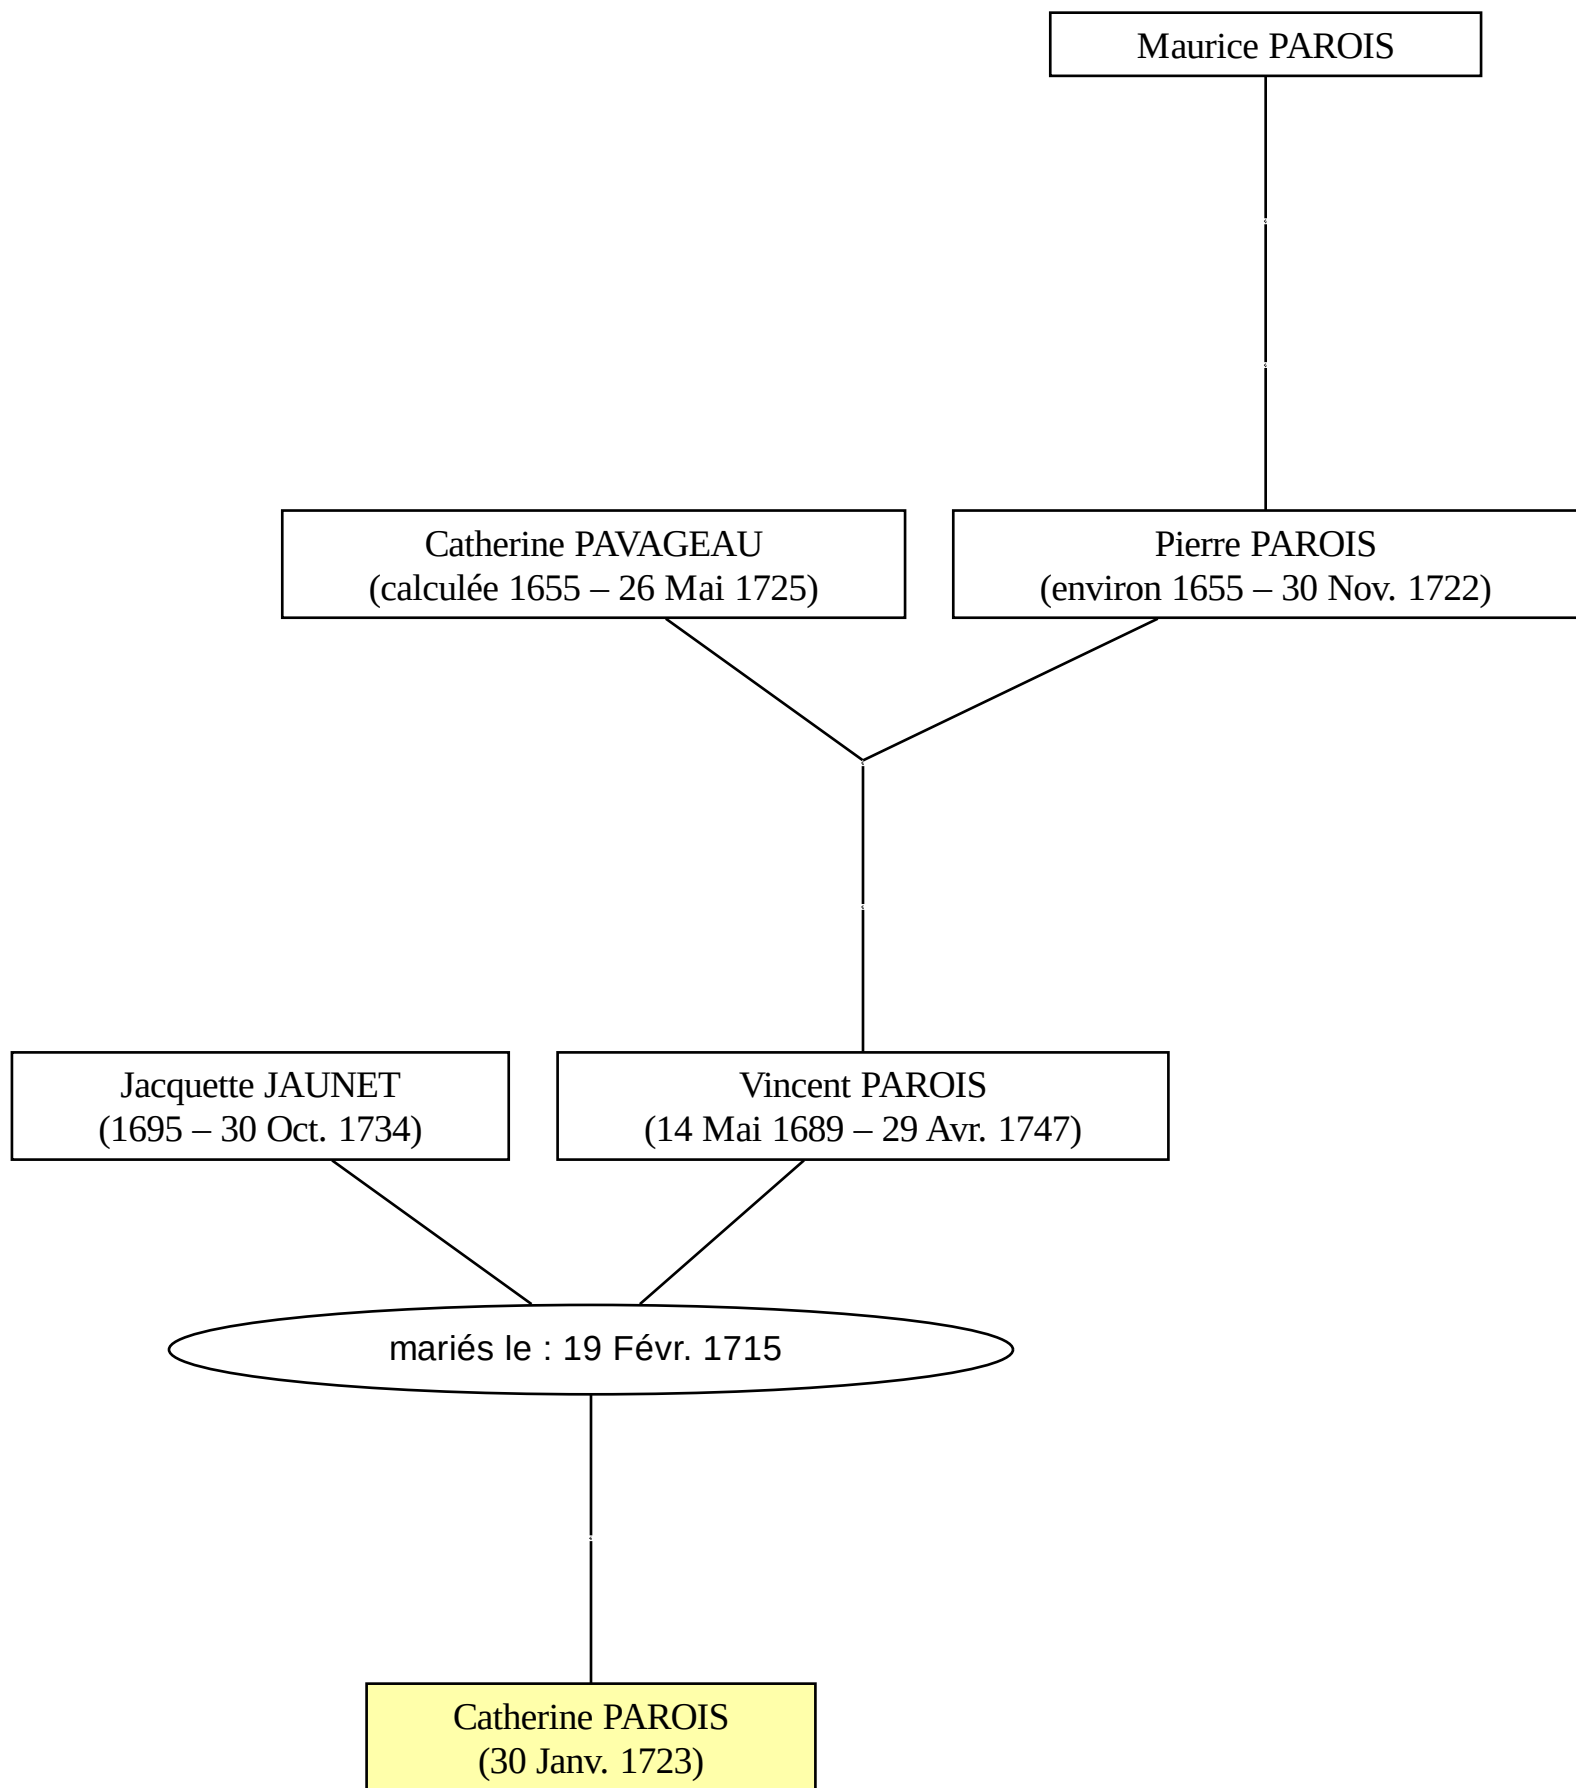 Maurice PAROIS
Catherine PAVAGEAU
(calculée 1655 – 26 Mai 1725)
Pierre PAROIS
(environ 1655 – 30 Nov. 1722)
Jacquette JAUNET
(1695 – 30 Oct. 1734)
Vincent PAROIS
(14 Mai 1689 – 29 Avr. 1747)
mariés le : 19 Févr. 1715
Catherine PAROIS
(30 Janv. 1723)